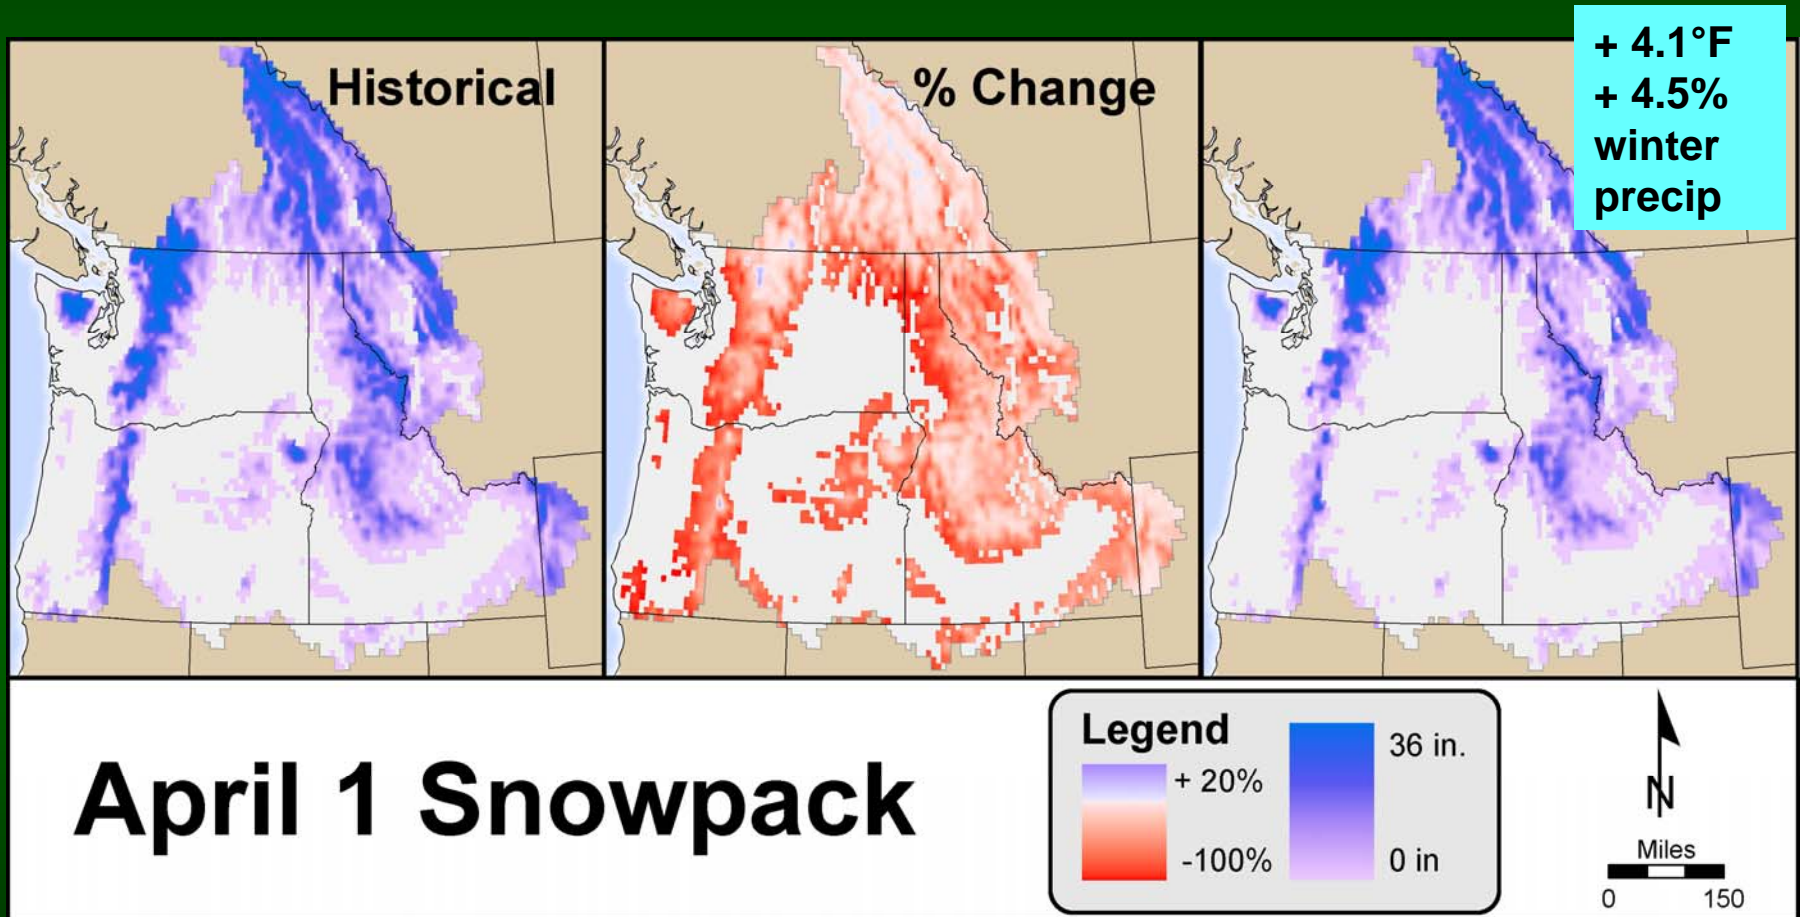 Historical
% Change
+ 4.1°F
+ 4.5%
winter
precip
April 1 Snowpack
Legend
+ 20%
-100%
36 in.
0 in
N
Miles
0 150